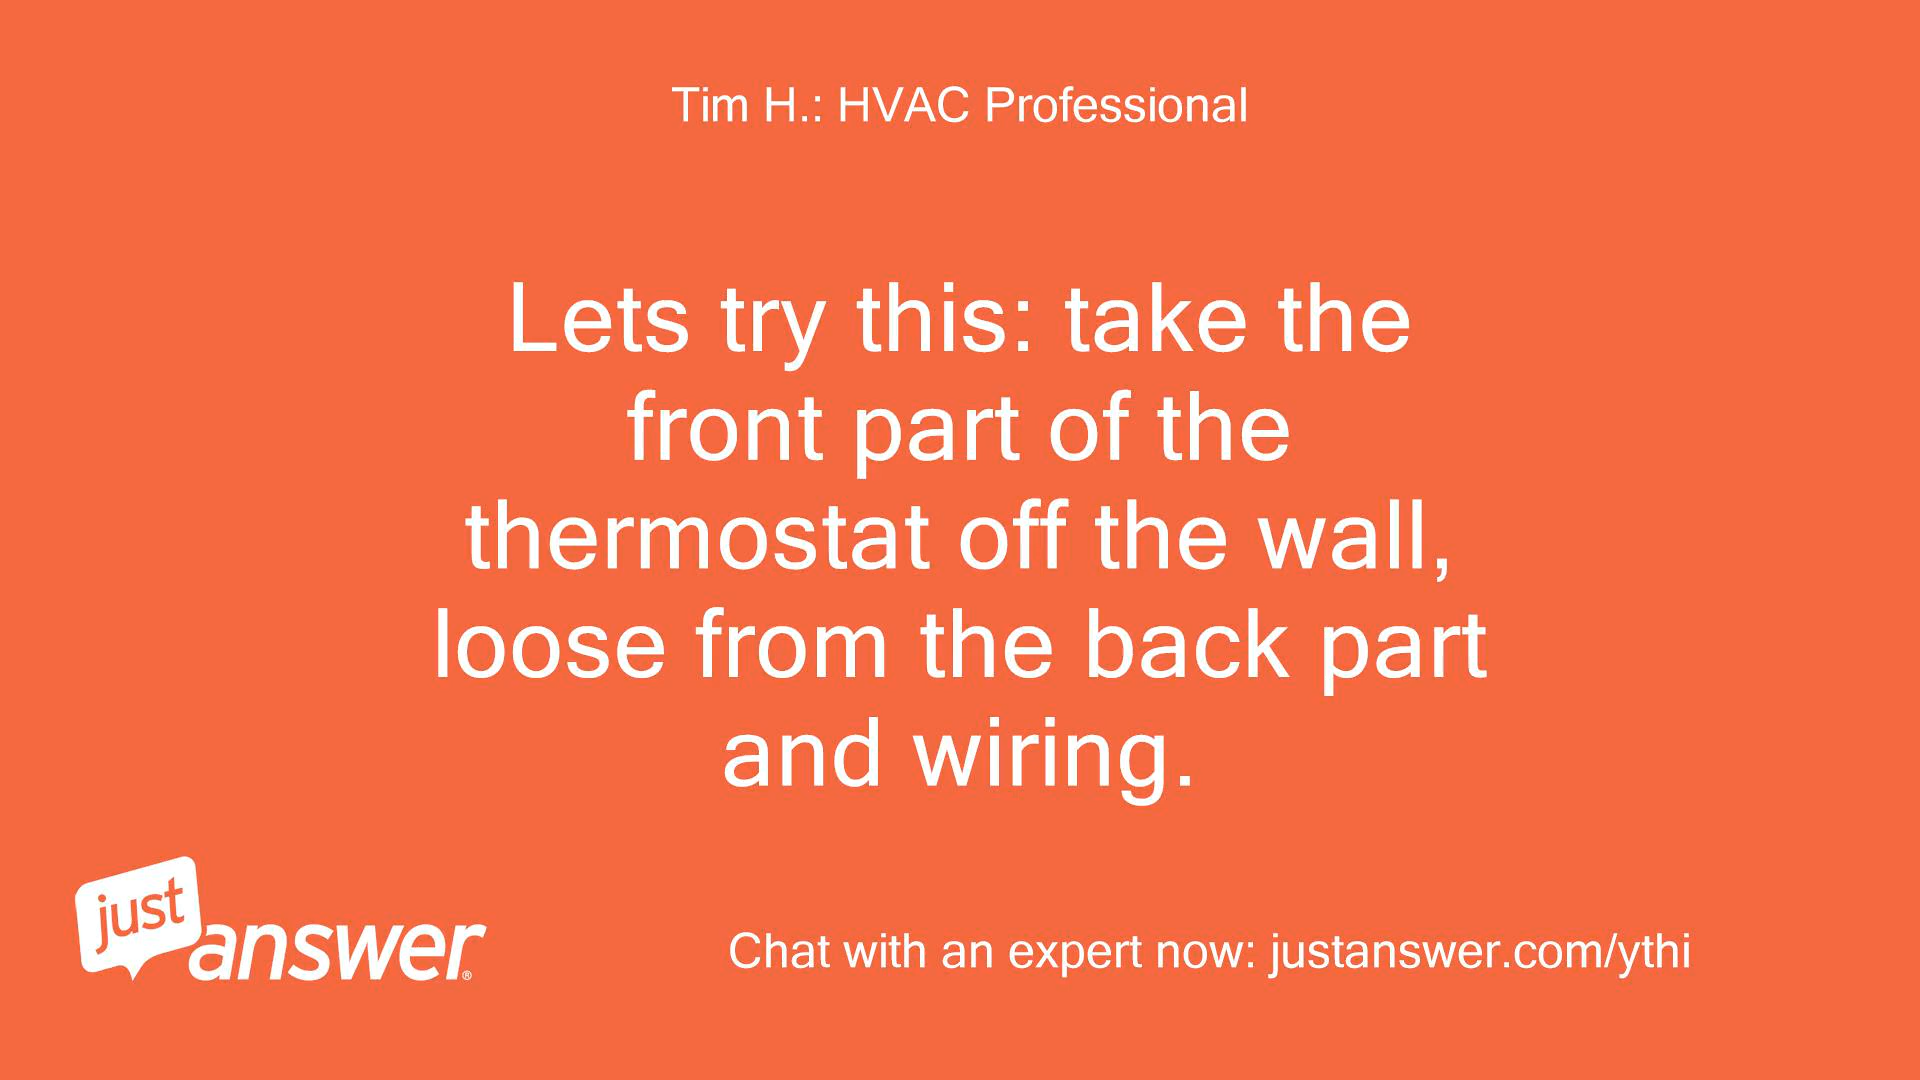 Tim H.: HVAC Professional
Lets try this: take the
front part of the
thermostat off the wall,
loose from the back part
and wiring.
just
answer®
Chat with an expert now: justanswer.com/ythi